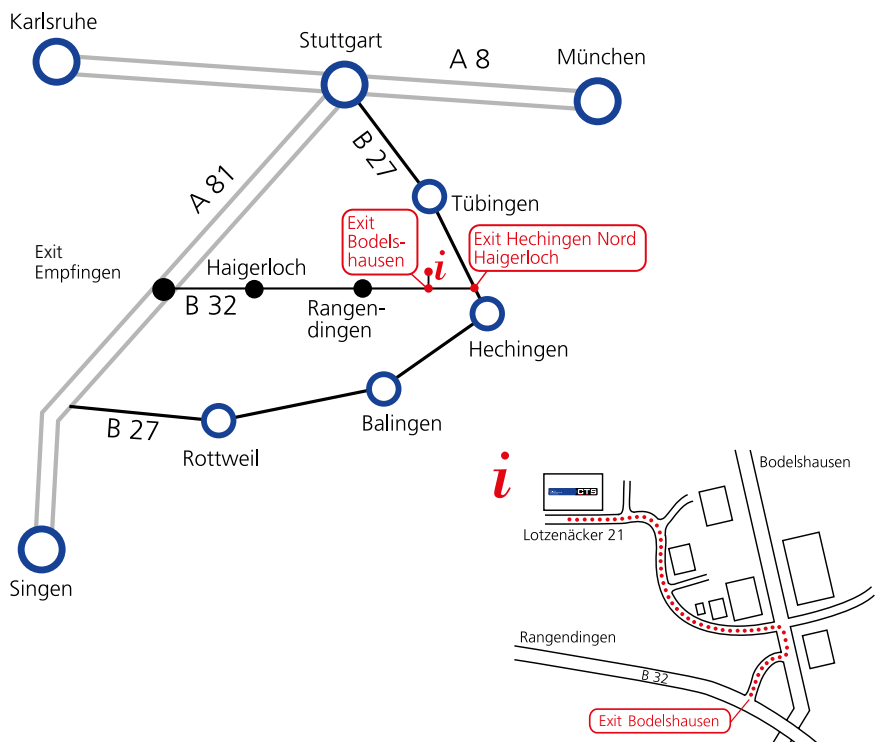 Karlsruhe
Stuttgart
A 8
München
B 27
A 81
Tübingen
Exit
Bodels-
hausen
Exit Hechingen Nord
Haigerloch
Exit
Empfingen
Haigerloch
i
B 32
Rangen-
dingen
Hechingen
B 27
Balingen
Rottweil
Singen
i
Bodelshausen
CTB
Lotzenäcker 21
Rangendingen
B 32
Exit Bodelshausen